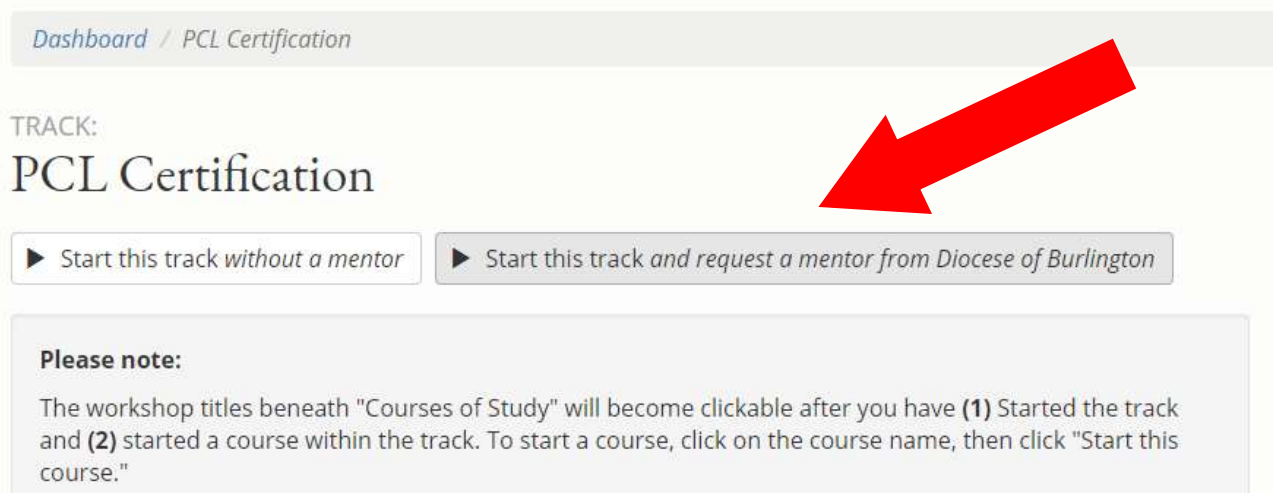 Dashboard / PCL Certification
TRACK:
PCL Certification
Start this track without a mentor
Start this track and request a mentor from Diocese of Burlington
Please note:
The workshop titles beneath "Courses of Study" will become clickable after you have (1) Started the track
and (2) started a course within the track. To start a course, click on the course name, then click "Start this
course."